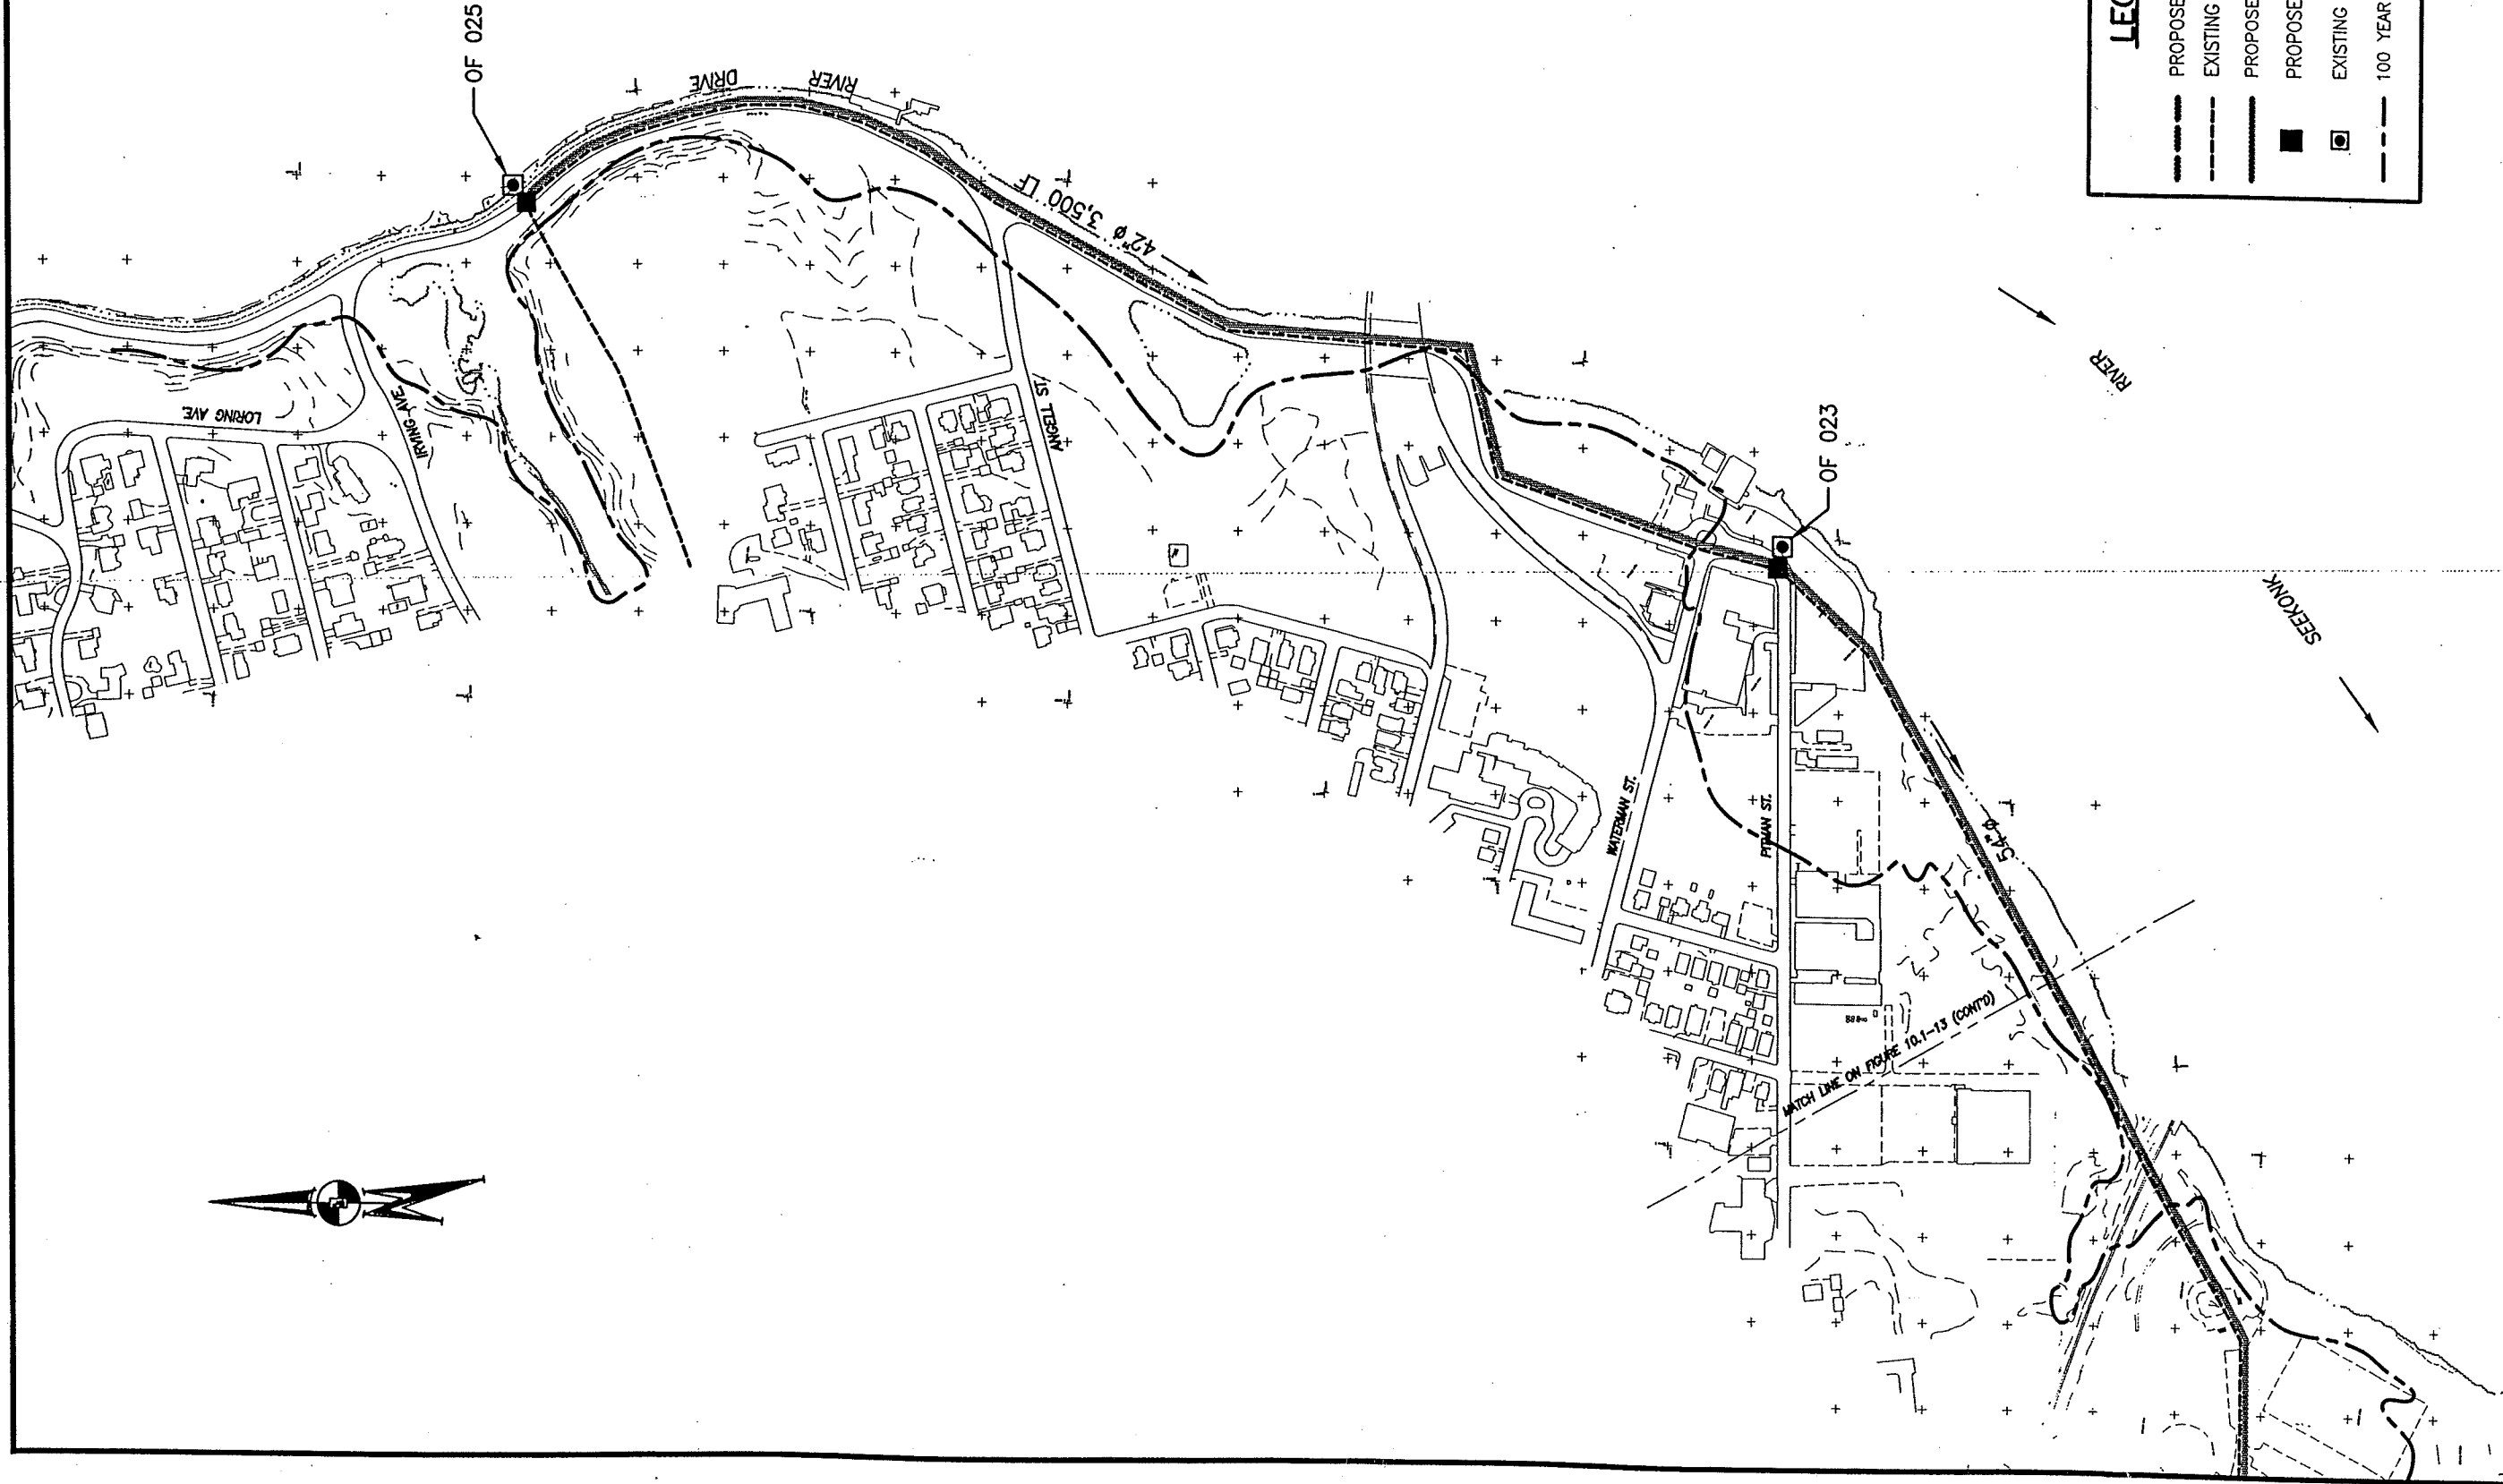 OF 025
RIVER
DRIVE
42"Ø 3,500 LF
LORING AVE.
IRVING AVE.
ANGELL ST.
OF 023
RIVER
SEEKONK
WATERMAN ST.
PITMAN ST.
54"Ø
MATCH LINE ON FIGURE 10.1-13 (CONT'D)
LEG
PROPOSE
EXISTING
PROPOSE
PROPOSE
EXISTING
100 YEAR